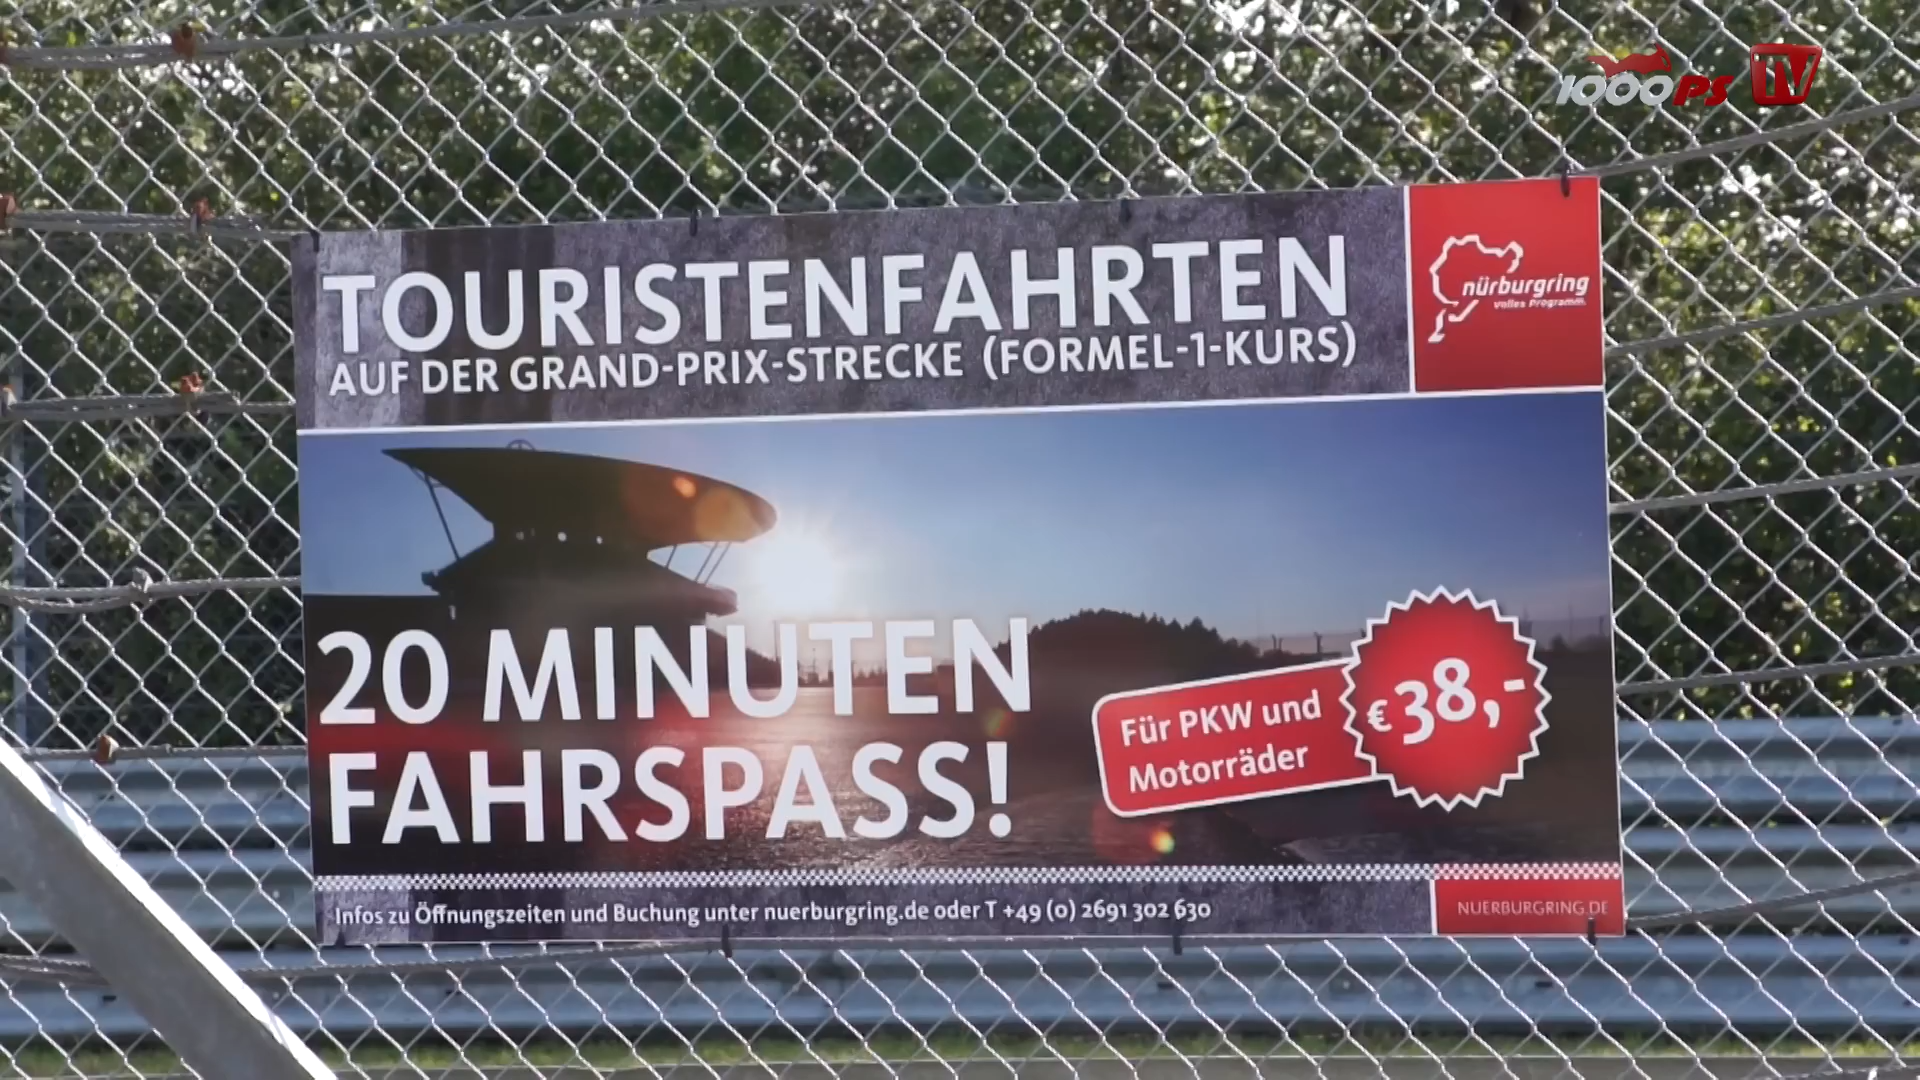 1000PS TV
TOURISTENFAHRTEN
AUF DER GRAND-PRIX-STRECKE (FORMEL-1-KURS)
nürburgring
volles Programm.
20 MINUTEN
FAHRSPASS!
Für PKW und
Motorräder
€ 38,-
Infos zu Öffnungszeiten und Buchung unter nuerburgring.de oder T +49 (0) 2691 302 630
NUERBURGRING.DE